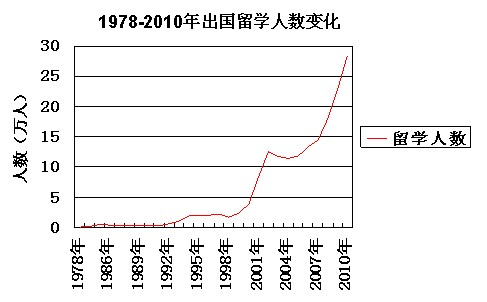 1978-2010年出国留学人数变化
人数（万人）
30
25
20
15
10
5
0
1978年
1986年
1989年
1992年
1995年
1998年
2001年
2004年
2007年
2010年
留学人数